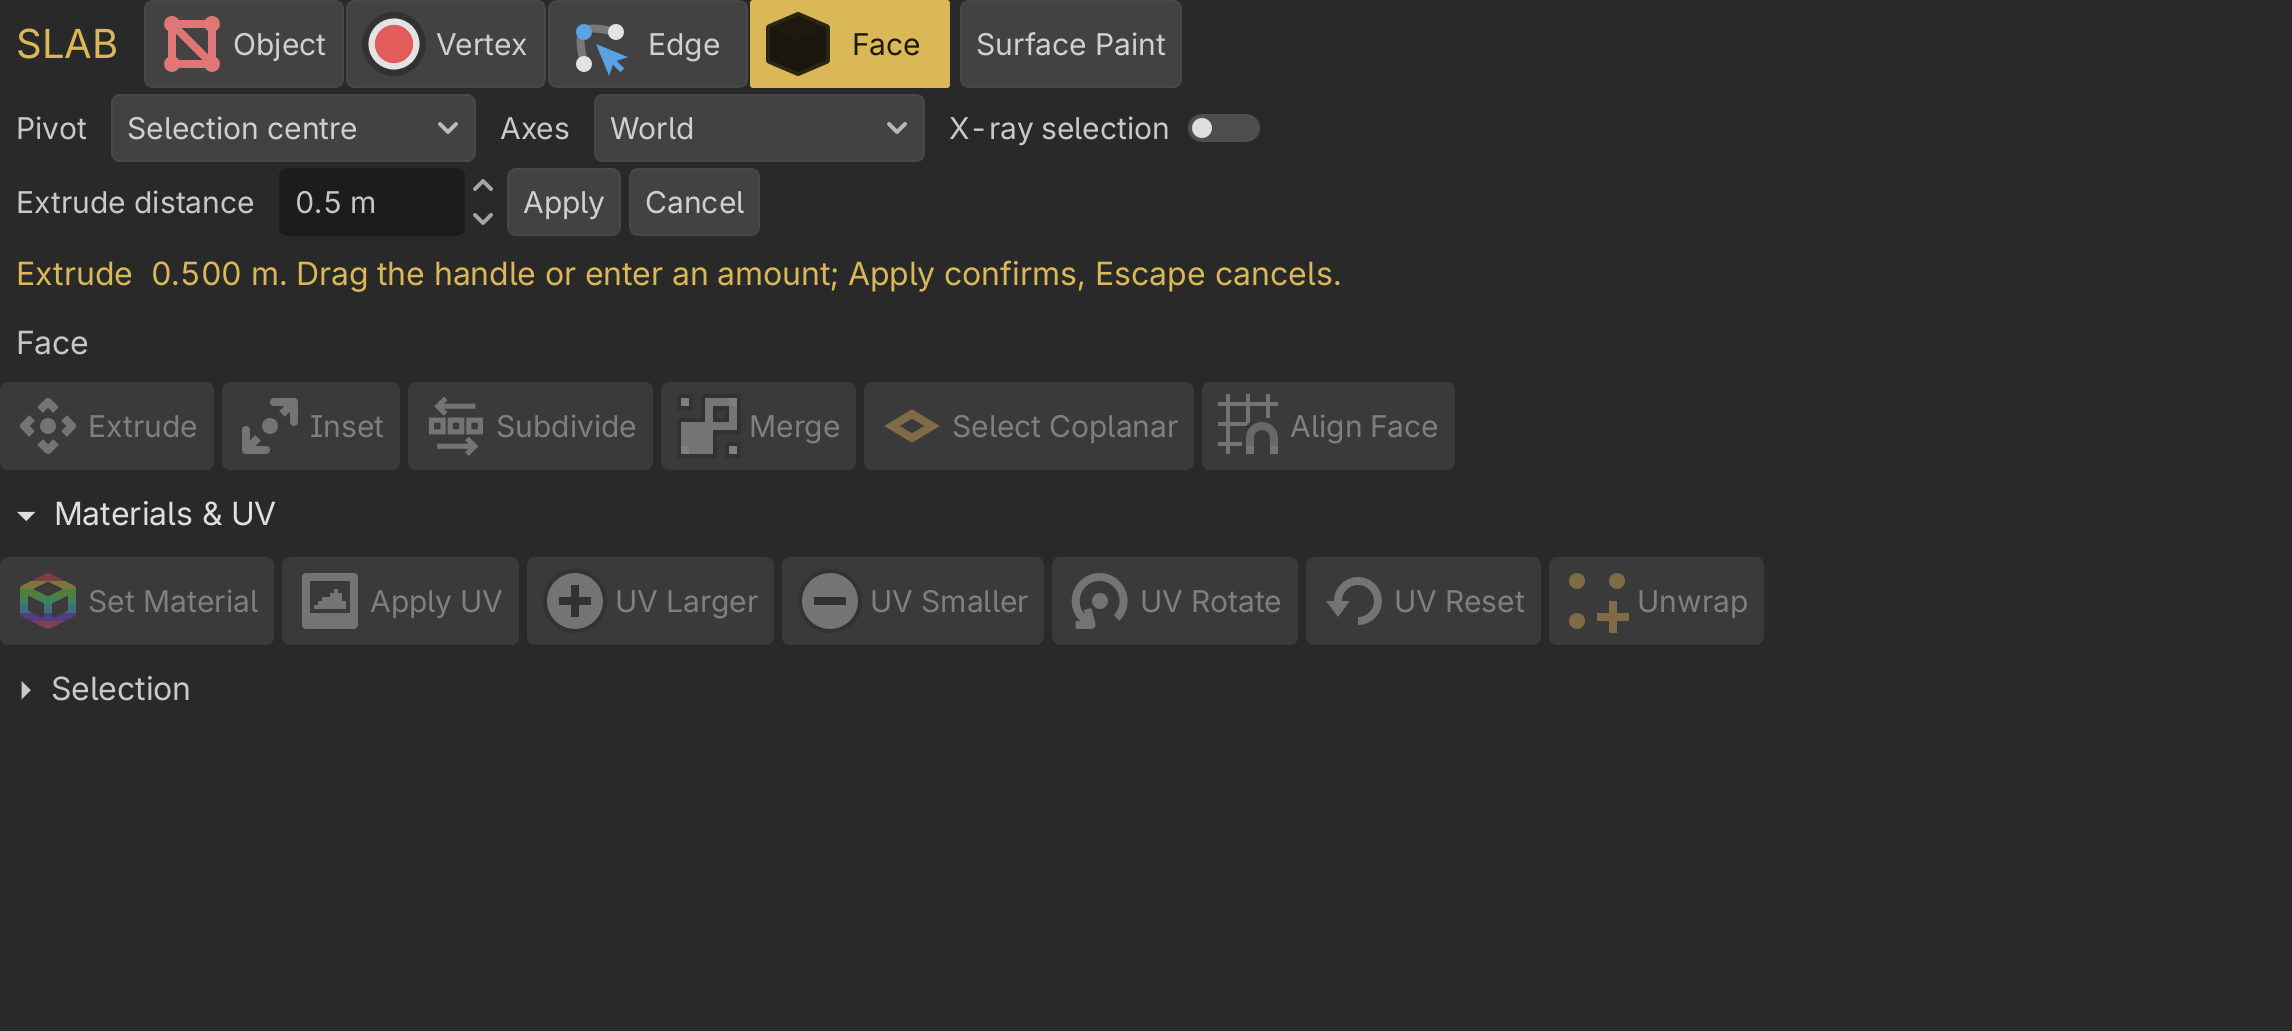 SLAB Object Vertex Edge Face Surface Paint
Pivot Selection centre Axes World X-ray selection
Extrude distance 0.5 m Apply Cancel
Extrude 0.500 m. Drag the handle or enter an amount; Apply confirms, Escape cancels.
Face
Extrude Inset Subdivide Merge Select Coplanar Align Face
Materials & UV
Set Material Apply UV UV Larger UV Smaller UV Rotate UV Reset Unwrap
Selection